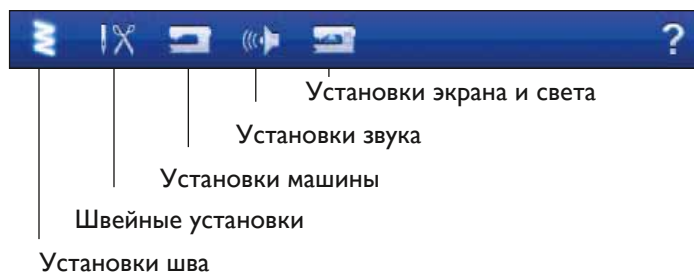 ?
Установки экрана и света
Установки звука
Установки машины
Швейные установки
Установки шва